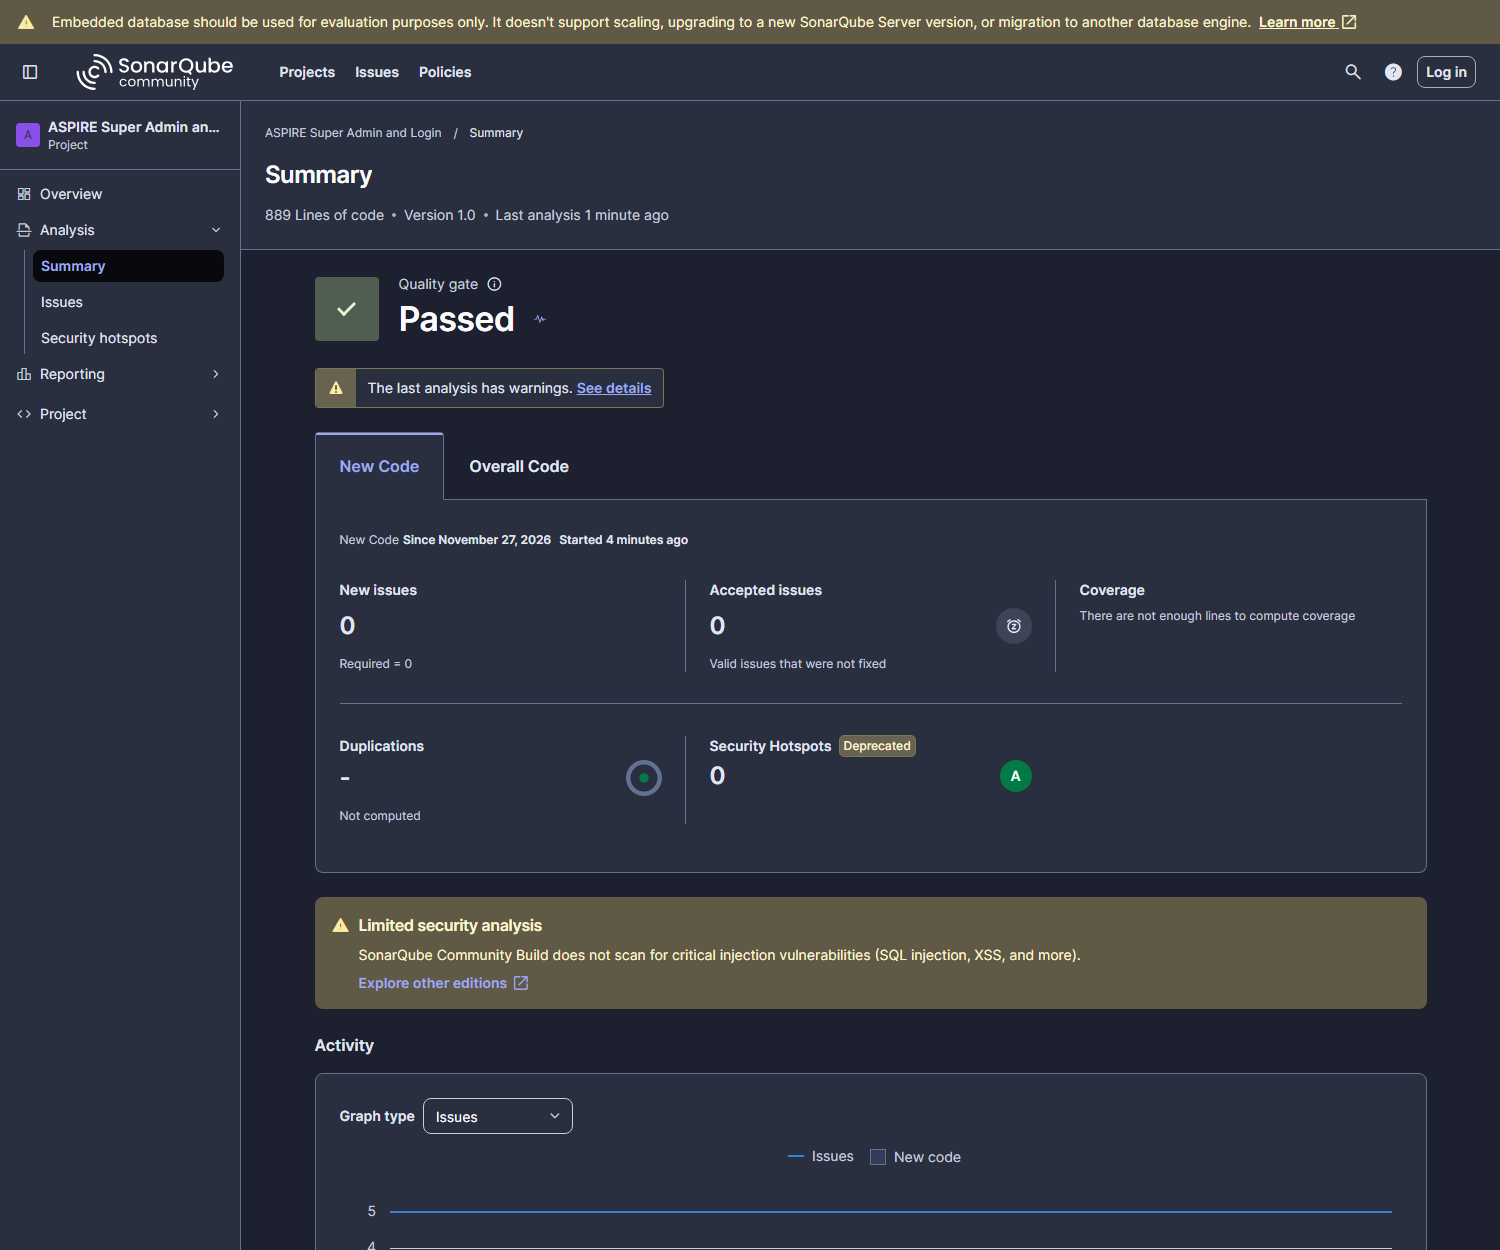 Embedded database should be used for evaluation purposes only. It doesn't support scaling, upgrading to a new SonarQube Server version, or migration to another database engine. Learn more
SonarQube community
Projects
Issues
Policies
?
Log in
A
ASPIRE Super Admin an...
Project
Overview
Analysis
Summary
Issues
Security hotspots
Reporting
Project
ASPIRE Super Admin and Login / Summary
Summary
889 Lines of code • Version 1.0 • Last analysis 1 minute ago
Quality gate
Passed
The last analysis has warnings. See details
New Code
Overall Code
New Code Since November 27, 2026 Started 4 minutes ago
New issues
0
Required = 0
Accepted issues
0
Valid issues that were not fixed
Coverage
There are not enough lines to compute coverage
Duplications
-
Not computed
Security Hotspots Deprecated
0
A
Limited security analysis
SonarQube Community Build does not scan for critical injection vulnerabilities (SQL injection, XSS, and more).
Explore other editions
Activity
Graph type Issues
Issues New code
5
4